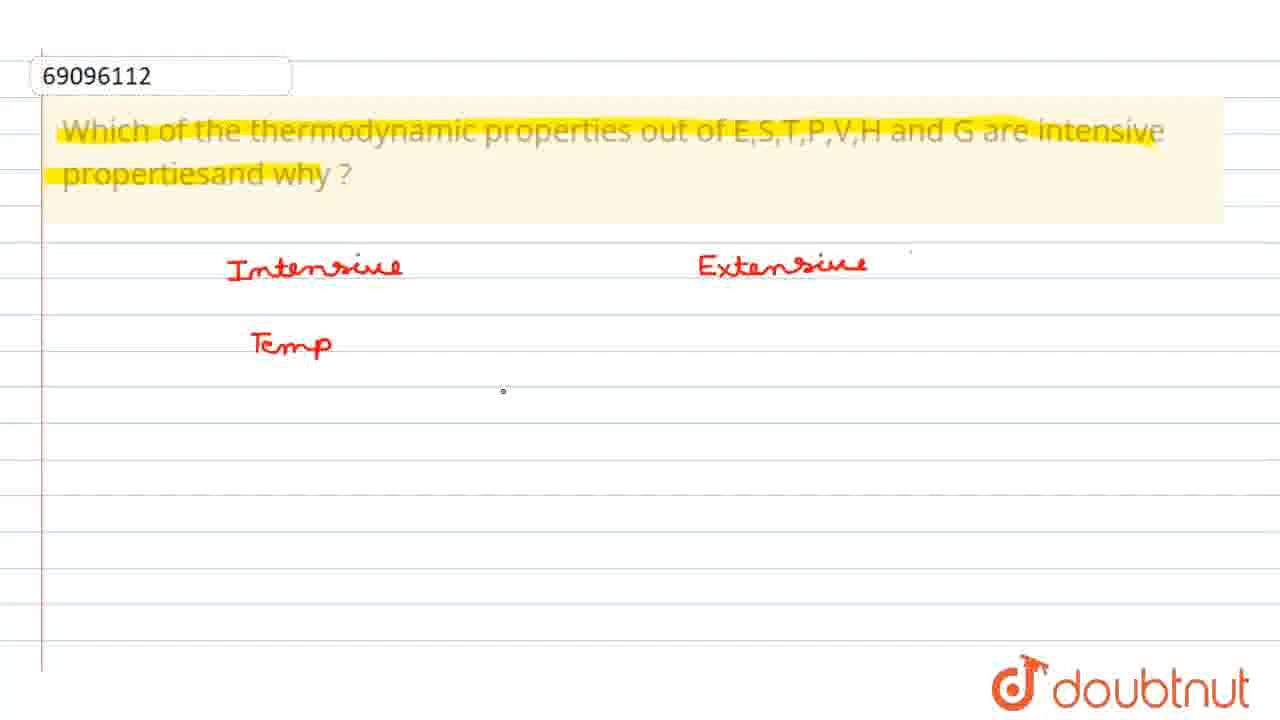 69096112
Which of the thermodynamic properties out of E,S,T,P,V,H and G are intensive
propertiesand why ?
Intensive Extensive
Temp
doubtnut